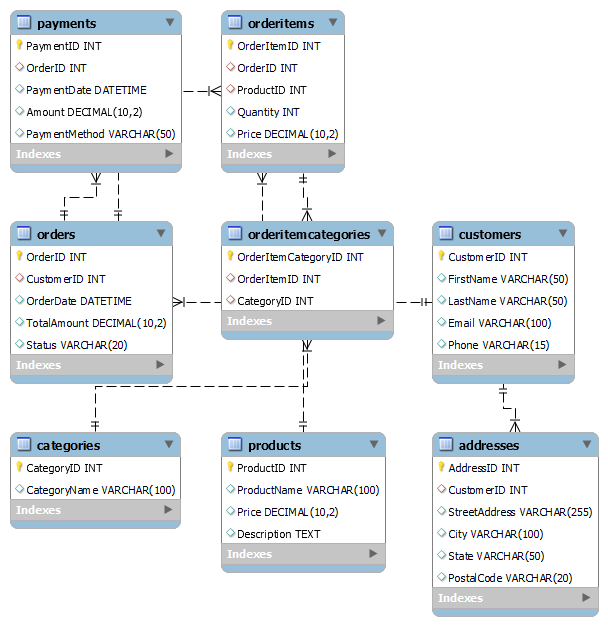 payments
PaymentID INT
OrderID INT
PaymentDate DATETIME
Amount DECIMAL(10,2)
PaymentMethod VARCHAR(50)
Indexes
orderitems
OrderItemID INT
OrderID INT
ProductID INT
Quantity INT
Price DECIMAL(10,2)
Indexes
orders
OrderID INT
CustomerID INT
OrderDate DATETIME
TotalAmount DECIMAL(10,2)
Status VARCHAR(20)
Indexes
orderitemcategories
OrderItemCategoryID INT
OrderItemID INT
CategoryID INT
Indexes
customers
CustomerID INT
FirstName VARCHAR(50)
LastName VARCHAR(50)
Email VARCHAR(100)
Phone VARCHAR(15)
Indexes
categories
CategoryID INT
CategoryName VARCHAR(100)
Indexes
products
ProductID INT
ProductName VARCHAR(100)
Price DECIMAL(10,2)
Description TEXT
Indexes
addresses
AddressID INT
CustomerID INT
StreetAddress VARCHAR(255)
City VARCHAR(100)
State VARCHAR(50)
PostalCode VARCHAR(20)
Indexes